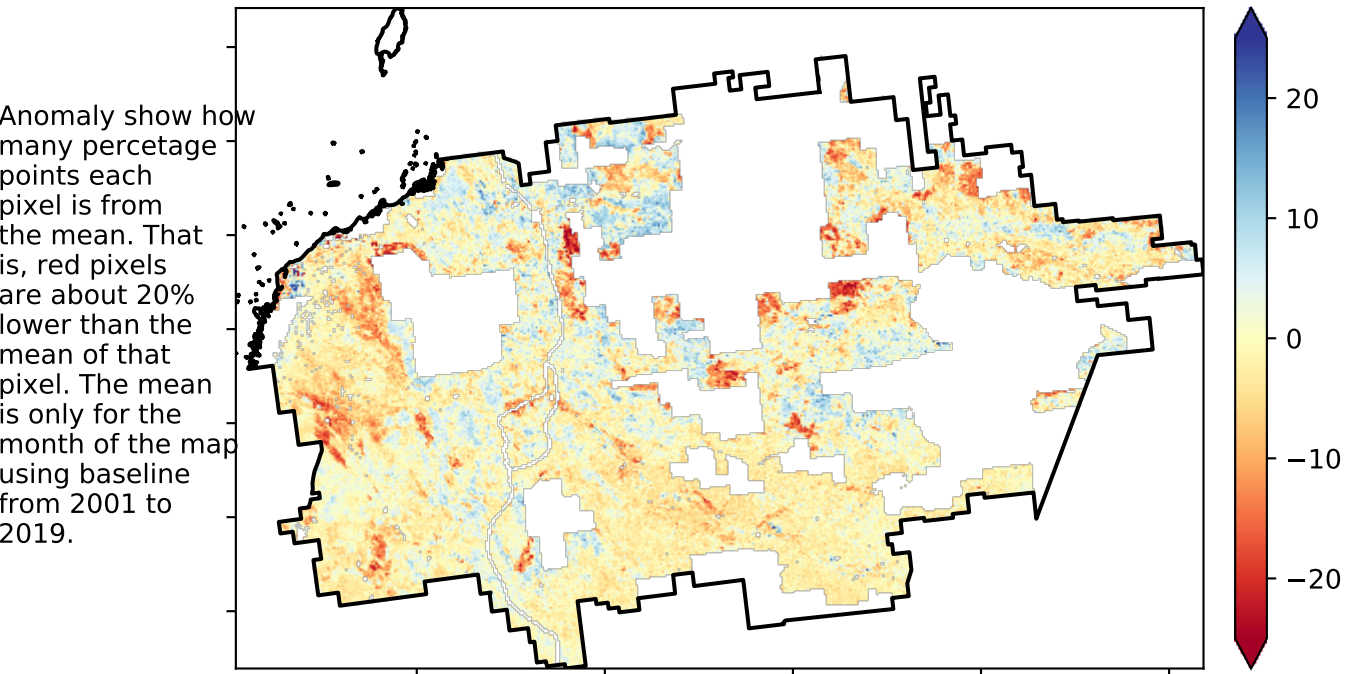 Anomaly show how
many percetage
points each
pixel is from
the mean. That
is, red pixels
are about 20%
lower than the
mean of that
pixel. The mean
is only for the
month of the map
using baseline
from 2001 to
2019.
20
10
0
−10
−20